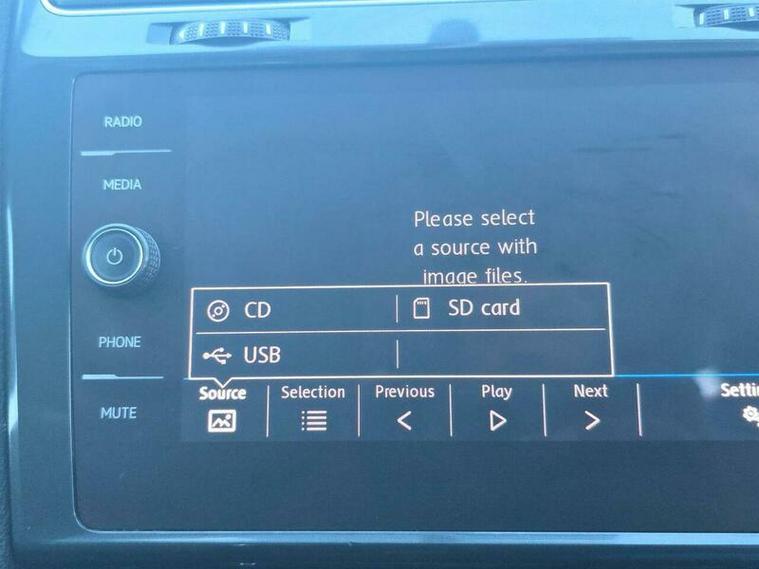 RADIO
MEDIA
PHONE
MUTE
Please select
a source with
image files.
CD
SD card
USB
Source
Selection
Previous
Play
Next